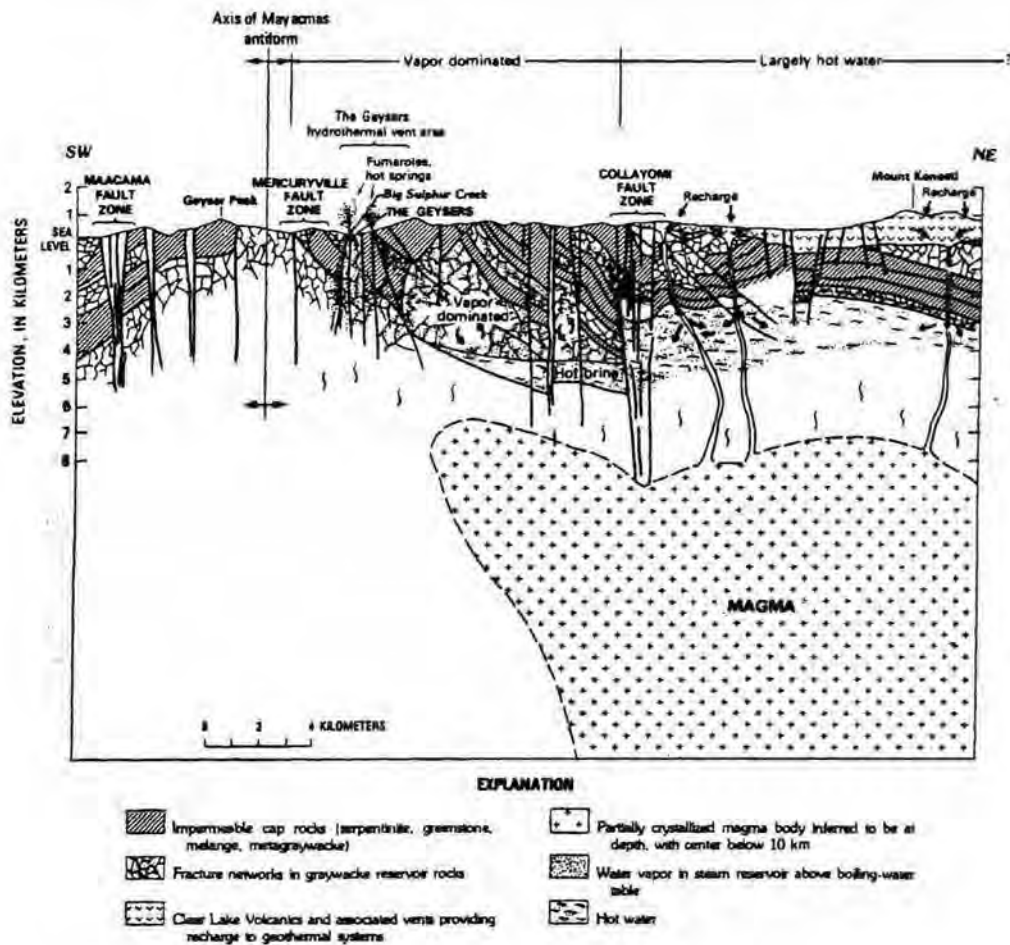 Axis of Mayacmas
antiform
Vapor dominated
Largely hot water
?
The Geysers
hydrothermal vent area
SW
NE
Fumaroles,
hot springs
MAACAMA
FAULT
ZONE
Geyser Peak
MERCURYVILLE
FAULT
ZONE
Big Sulphur Creek
THE GEYSERS
COLLAYOMI
FAULT
ZONE
Recharge
Mount Konocti
Recharge
ELEVATION, IN KILOMETERS
2
1
SEA
LEVEL
1
2
3
4
5
6
7
8
Vapor
dominated
Hot brine
MAGMA
0 2 4 KILOMETERS
EXPLANATION
Impermeable cap rocks (serpentinite, greenstone,
melange, metagraywacke)
Fracture networks in graywacke reservoir rocks
Clear Lake Volcanics and associated vents providing
recharge to geothermal systems
Partially crystallized magma body inferred to be at
depth, with center below 10 km
Water vapor in steam reservoir above boiling-water
table
Hot water